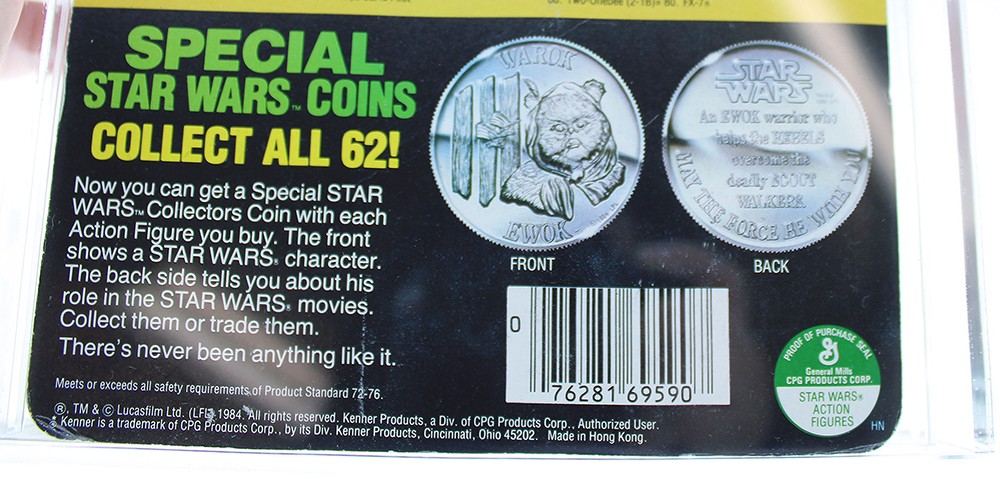 80. FX-7®
SPECIAL
STAR WARS™ COINS
COLLECT ALL 62!
Now you can get a Special STAR
WARS™ Collectors Coin with each
Action Figure you buy. The front
shows a STAR WARS® character.
The back side tells you about his
role in the STAR WARS® movies.
Collect them or trade them.
There's never been anything like it.
Meets or exceeds all safety requirements of Product Standard 72-76.
®, TM & © Lucasfilm Ltd. (LFL) 1984. All rights reserved. Kenner Products, a Div. of CPG Products Corp., Authorized User.
Kenner is a trademark of CPG Products Corp., by its Div. Kenner Products, Cincinnati, Ohio 45202. Made in Hong Kong.
WAROK
EWOK
FRONT
STAR
WARS
An EWOK warrior who
helps the REBELS
overcome the
deadly SCOUT
WALKERS
MAY THE FORCE BE WITH YOU
BACK
0 76281 69590
PROOF OF PURCHASE SEAL
General Mills
CPG PRODUCTS CORP.
STAR WARS®
ACTION
FIGURES
HN